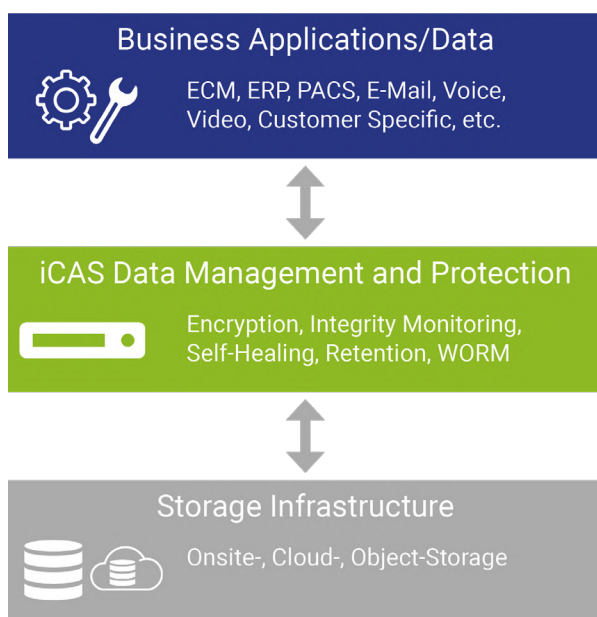 Business Applications/Data
ECM, ERP, PACS, E-Mail, Voice,
Video, Customer Specific, etc.
iCAS Data Management and Protection
Encryption, Integrity Monitoring,
Self-Healing, Retention, WORM
Storage Infrastructure
Onsite-, Cloud-, Object-Storage